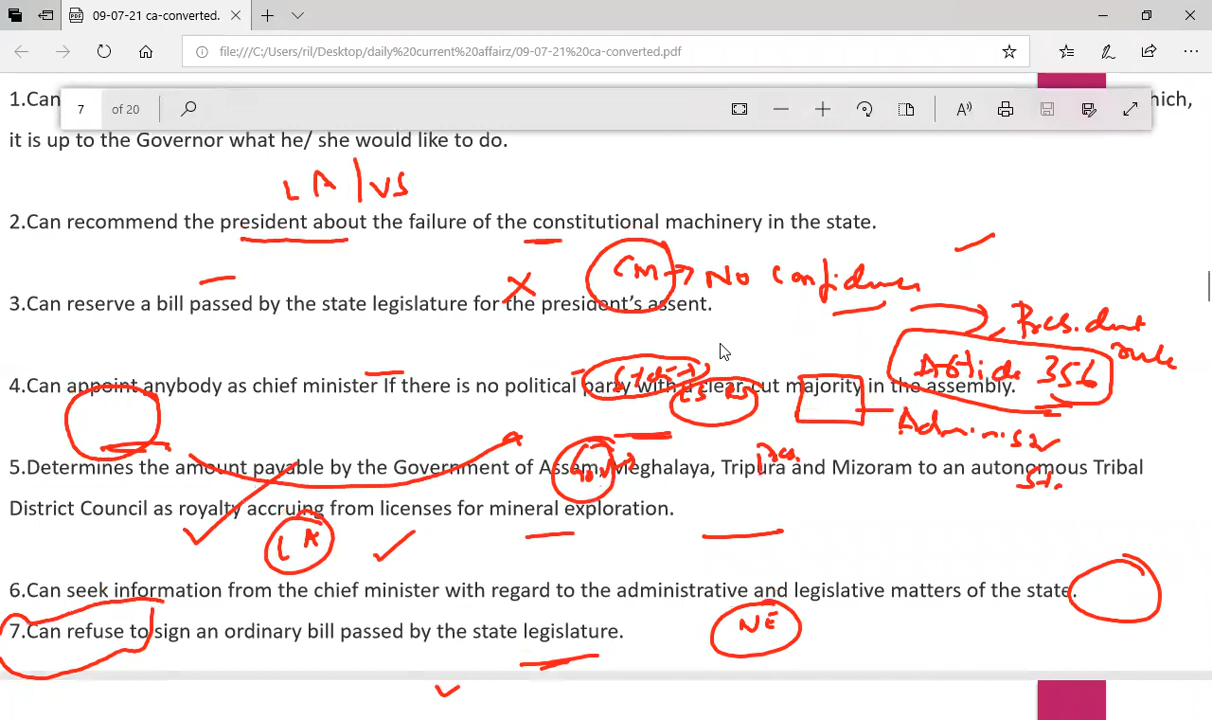 09-07-21 ca-converted.
file:///C:/Users/ril/Desktop/daily%20current%20affairz/09-07-21%20ca-converted.pdf
1.Can
hich,
7 of 20
it is up to the Governor what he/ she would like to do.
LA | VS
2.Can recommend the president about the failure of the constitutional machinery in the state.
CM → No confidence
3.Can reserve a bill passed by the state legislature for the president's assent.
President
rule
Article 356
4.Can appoint anybody as chief minister If there is no political party with a clear-cut majority in the assembly.
LS RS
5.Determines the amount payable by the Government of Assam, Meghalaya, Tripura and Mizoram to an autonomous Tribal
Pres.
District Council as royalty accruing from licenses for mineral exploration.
LA
6.Can seek information from the chief minister with regard to the administrative and legislative matters of the state.
7.Can refuse to sign an ordinary bill passed by the state legislature.
NE